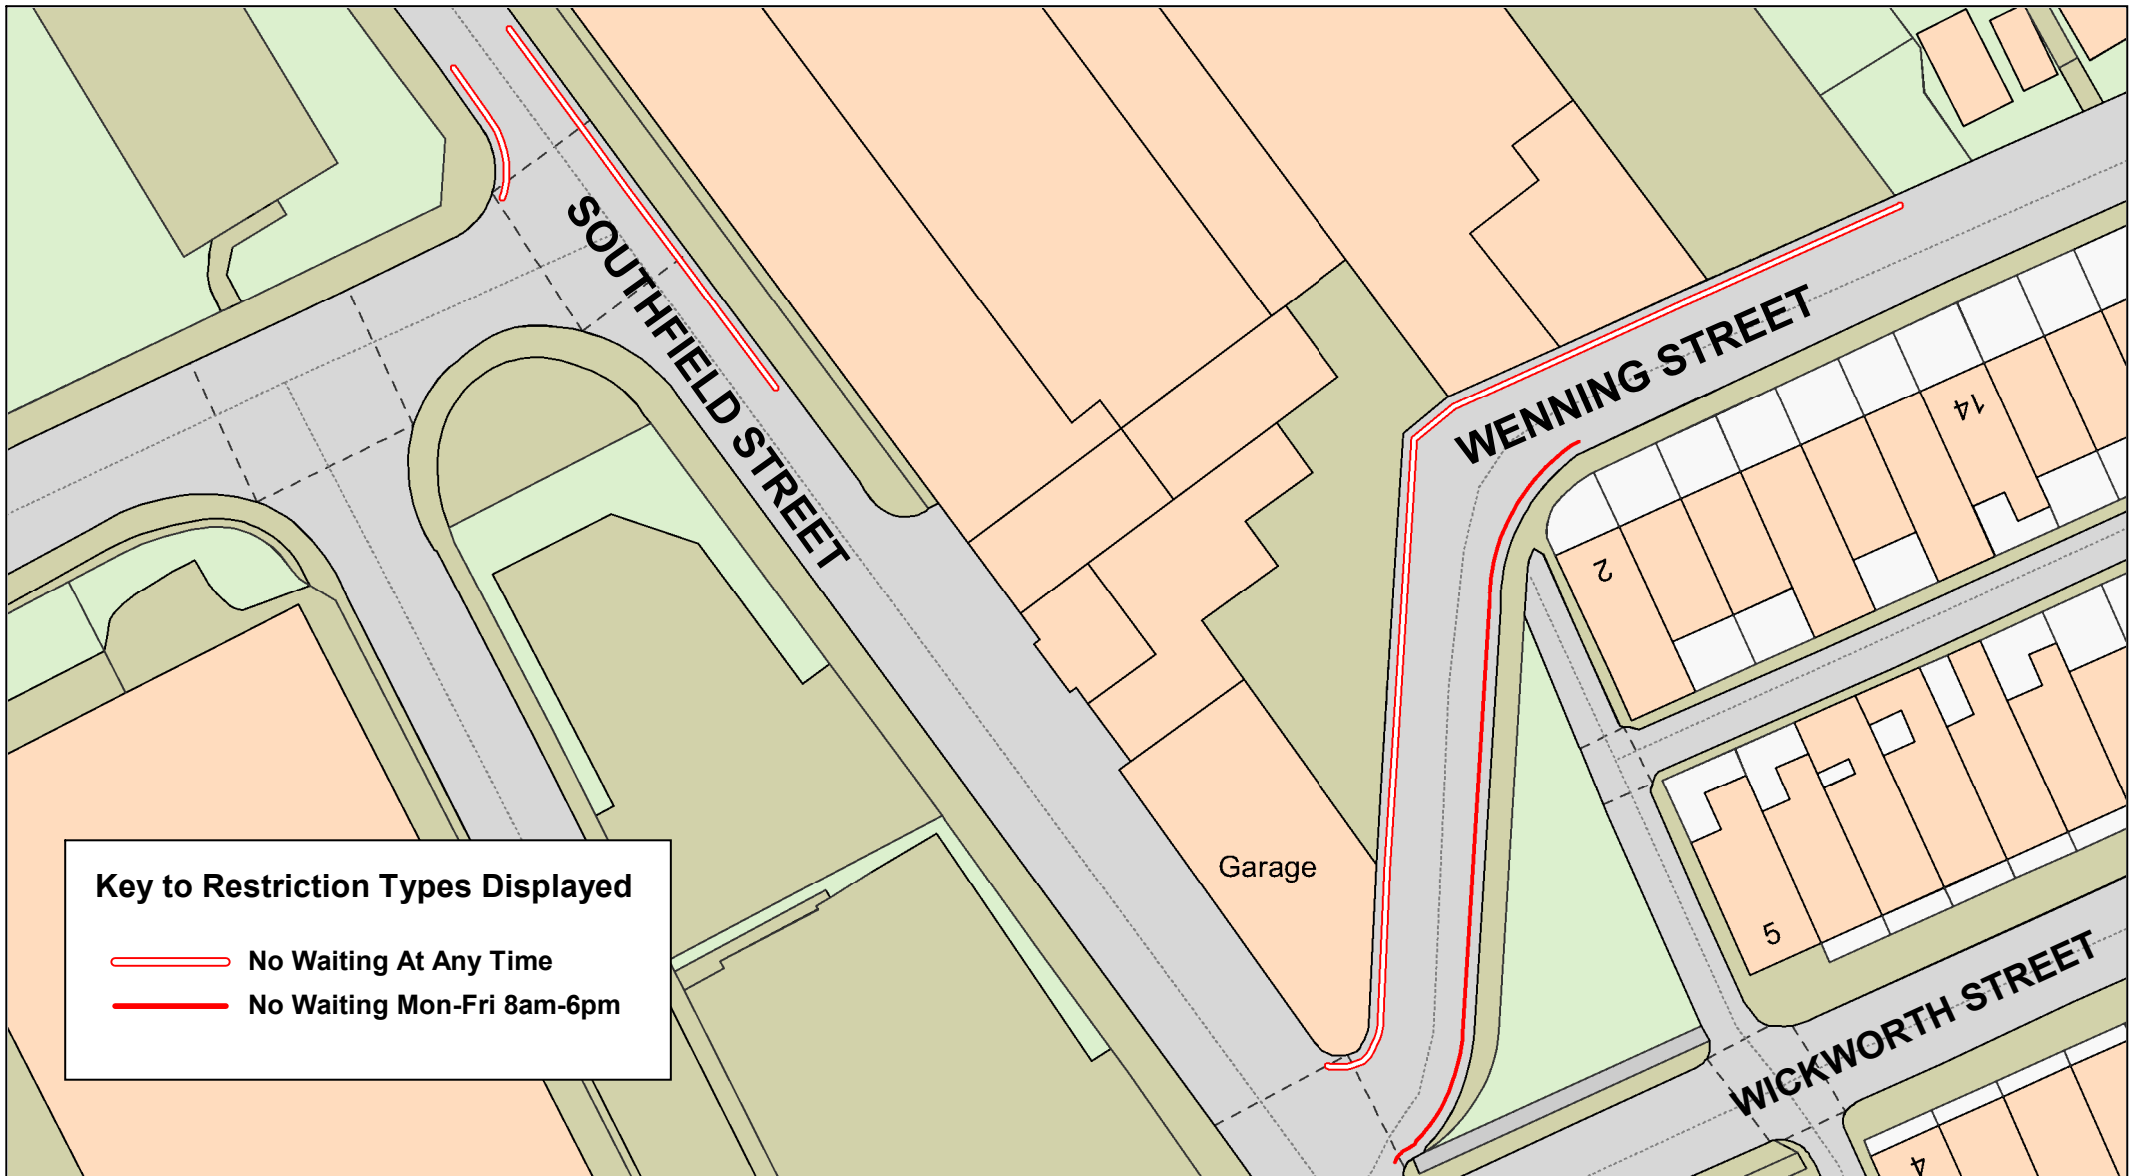 SOUTHFIELD STREET
WENNING STREET
14
2
Garage
5
WICKWORTH STREET
4
Key to Restriction Types Displayed
No Waiting At Any Time
No Waiting Mon-Fri 8am-6pm